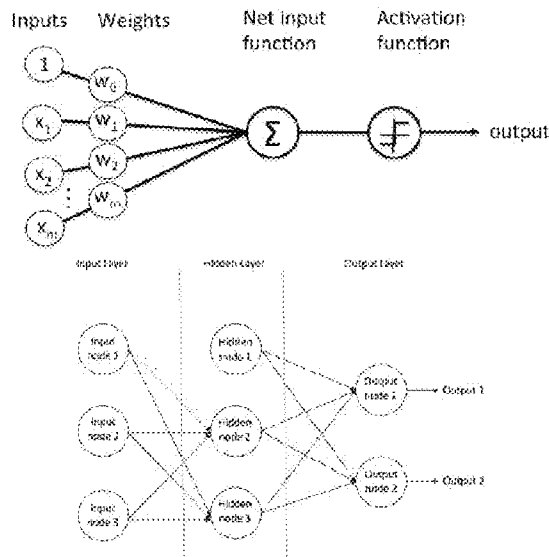 Inputs Weights Net input function Activation function
1
W0
X1
W1
X2
W2
⋮
Wm
Xm
Σ
output
Input Layer Hidden Layer Output Layer
Input node 1
Hidden node 1
Output node 1
Output 1
Input node 2
Hidden node 2
Output node 2
Output 2
Input node 3
Hidden node 3